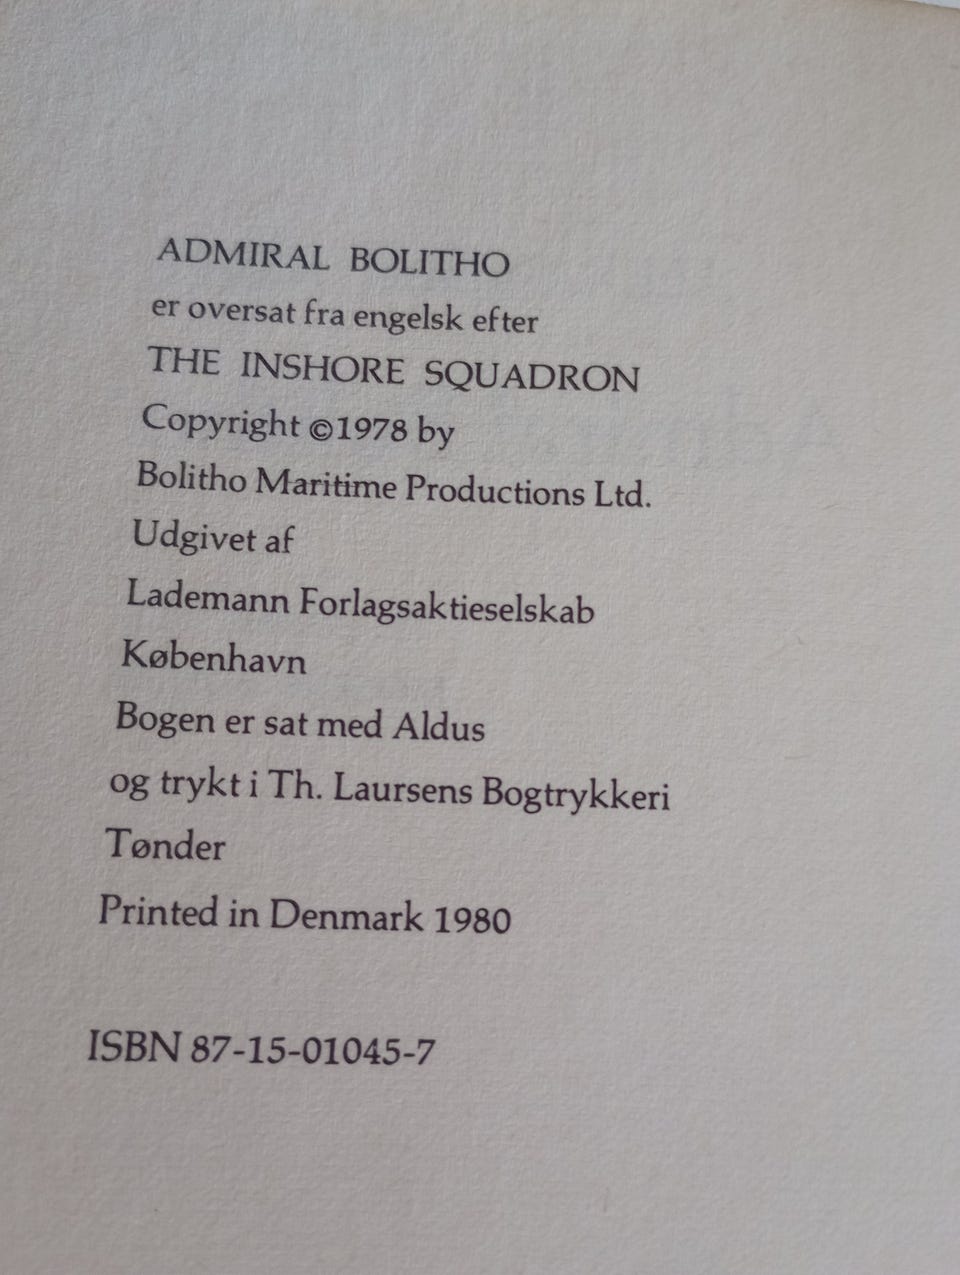 ADMIRAL BOLITHO
er oversat fra engelsk efter
THE INSHORE SQUADRON
Copyright ©1978 by
Bolitho Maritime Productions Ltd.
Udgivet af
Lademann Forlagsaktieselskab
København
Bogen er sat med Aldus
og trykt i Th. Laursens Bogtrykkeri
Tønder
Printed in Denmark 1980
ISBN 87-15-01045-7